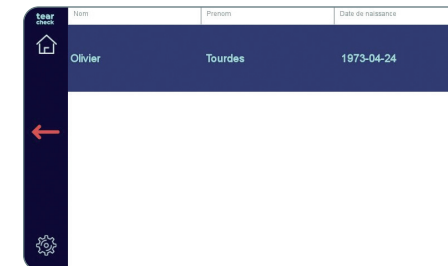 tear
check
Nom Prenom Date de naissance
Olivier Tourdes 1973-04-24